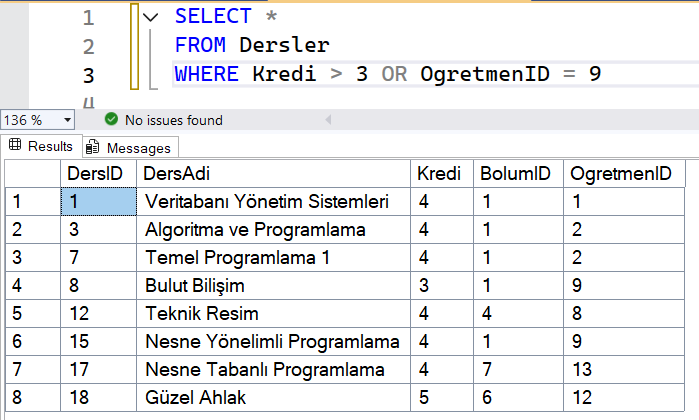 1 SELECT *
2 FROM Dersler
3 WHERE Kredi > 3 OR OgretmenID = 9
4
136 % No issues found
Results Messages
DersID DersAdi Kredi BolumID OgretmenID
1 1 Veritabanı Yönetim Sistemleri 4 1 1
2 3 Algoritma ve Programlama 4 1 2
3 7 Temel Programlama 1 4 1 2
4 8 Bulut Bilişim 3 1 9
5 12 Teknik Resim 4 4 8
6 15 Nesne Yönelimli Programlama 4 1 9
7 17 Nesne Tabanlı Programlama 4 7 13
8 18 Güzel Ahlak 5 6 12